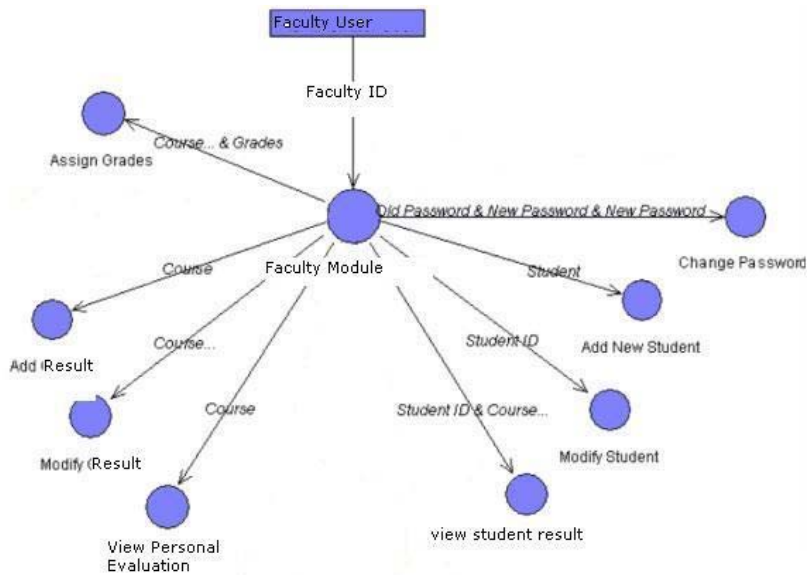 Faculty User
Faculty ID
Course... & Grades
Assign Grades
Old Password & New Password & New Password
Change Password
Faculty Module
Course
Student
Add Result
Add New Student
Course...
Student ID
Modify Result
Modify Student
Course
Student ID & Course...
View Personal
Evaluation
view student result